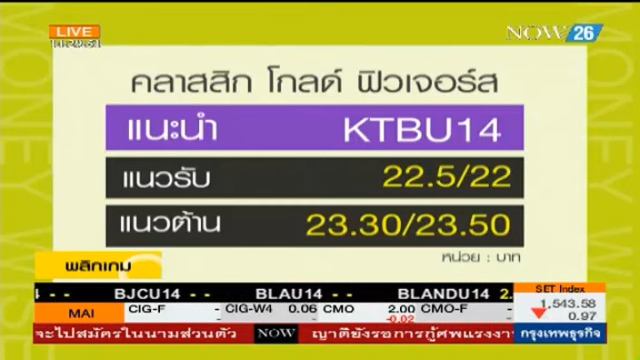 LIVE
NOW 26
คลาสสิก โกลด์ ฟิวเจอร์ส
แนะนำ KTBU14
แนวรับ 22.5/22
แนวต้าน 23.30/23.50
หน่วย : บาท
พลิกเกม
-- BJCU14 -- BLAU14 -- BLANDU14 2.
SET Index
MAI CIG-F - CIG-W4 0.06 CMO 2.00 CMO-F -
- - -0.02 -
1,543.58
0.97
จะไปสมัครในนามส่วนตัว NOW ญาติยังรอการกู้ศพแรงงา
กรุงเทพธุรกิจ
MONEY WISE